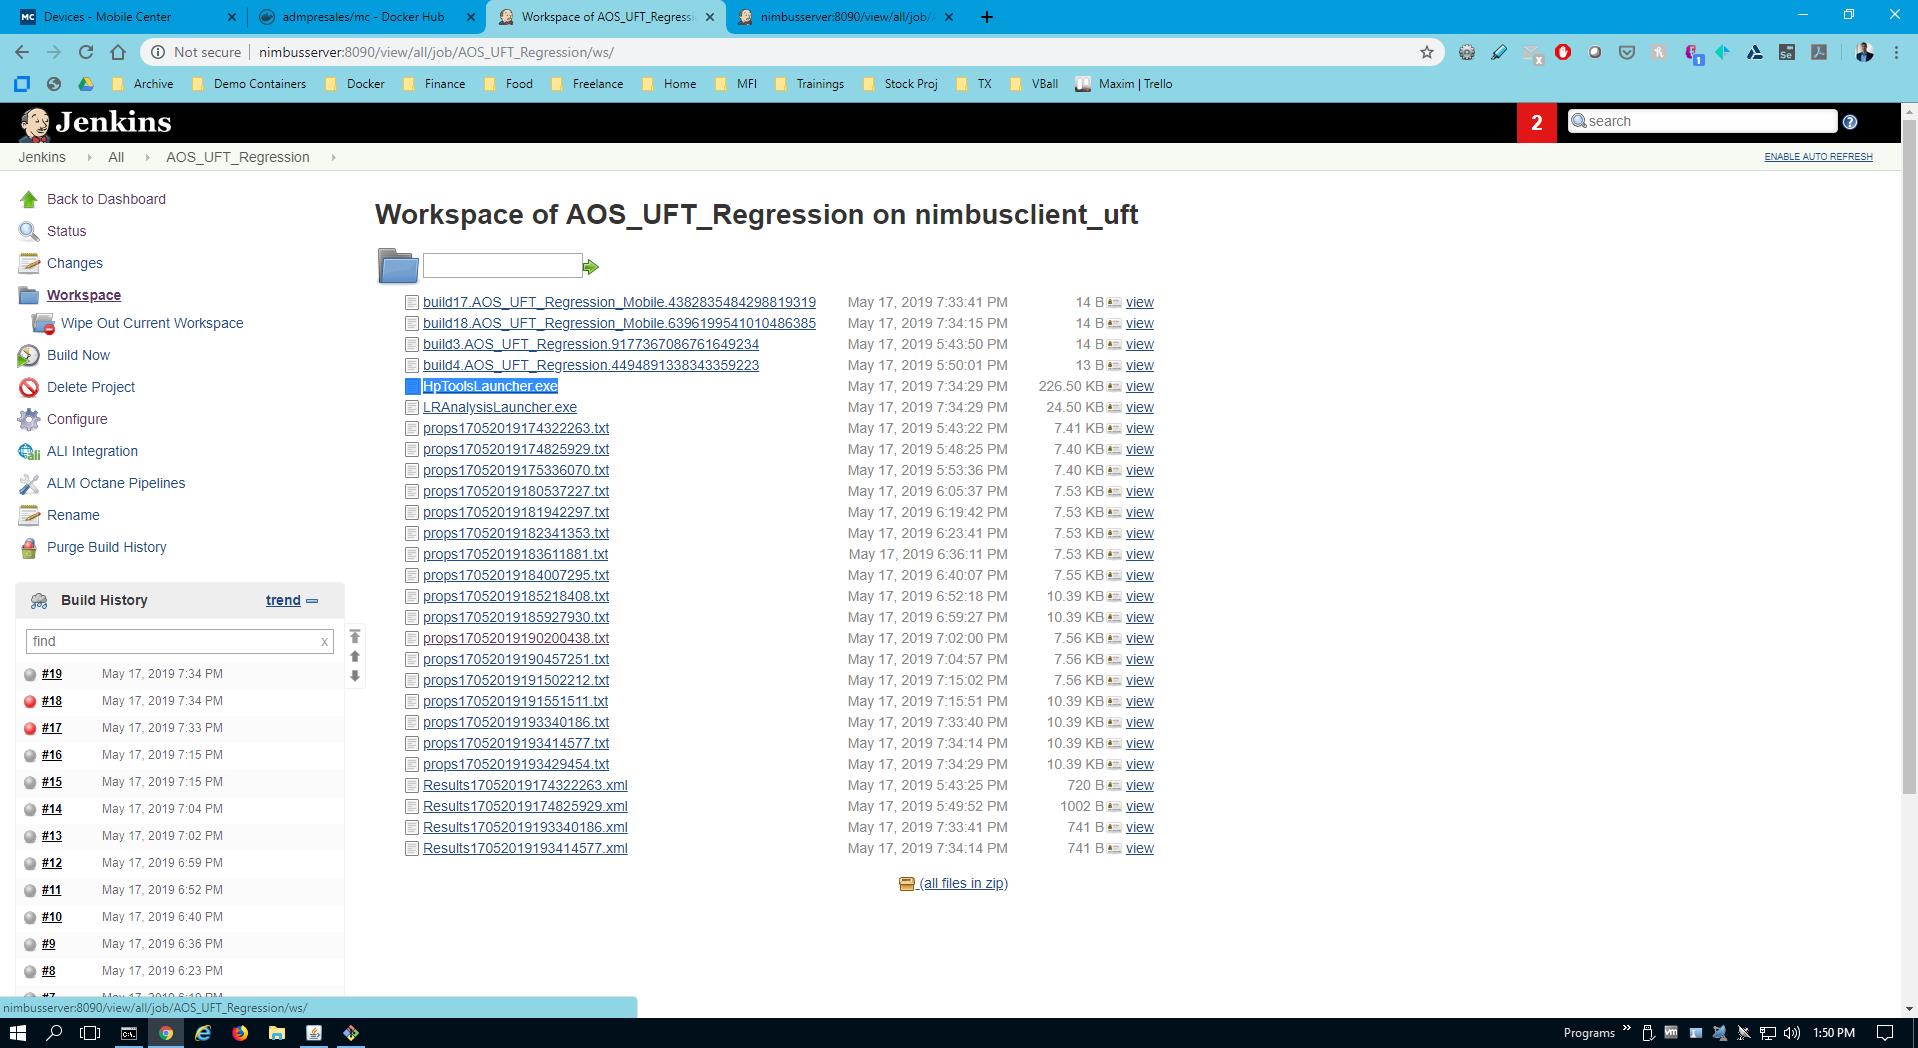 MC Devices - Mobile Center
admpresales/mc - Docker Hub
Workspace of AOS_UFT_Regressi
nimbusserver:8090/view/all/job/
Not secure nimbusserver:8090/view/all/job/AOS_UFT_Regression/ws/
Archive Demo Containers Docker Finance Food Freelance Home MFI Trainings Stock Proj TX VBall Maxim | Trello
Jenkins 2 search
Jenkins All AOS_UFT_Regression ENABLE AUTO REFRESH
Back to Dashboard
Status
Changes
Workspace
Wipe Out Current Workspace
Build Now
Delete Project
Configure
ALI Integration
ALM Octane Pipelines
Rename
Purge Build History
Build History trend
find x
#19 May 17, 2019 7:34 PM
#18 May 17, 2019 7:34 PM
#17 May 17, 2019 7:33 PM
#16 May 17, 2019 7:15 PM
#15 May 17, 2019 7:15 PM
#14 May 17, 2019 7:04 PM
#13 May 17, 2019 7:02 PM
#12 May 17, 2019 6:59 PM
#11 May 17, 2019 6:52 PM
#10 May 17, 2019 6:40 PM
#9 May 17, 2019 6:36 PM
#8 May 17, 2019 6:23 PM
Workspace of AOS_UFT_Regression on nimbusclient_uft
build17.AOS_UFT_Regression_Mobile.4382835484298819319 May 17, 2019 7:33:41 PM 14 B view
build18.AOS_UFT_Regression_Mobile.6396199541010486385 May 17, 2019 7:34:15 PM 14 B view
build3.AOS_UFT_Regression.9177367086761649234 May 17, 2019 5:43:50 PM 14 B view
build4.AOS_UFT_Regression.4494891338343359223 May 17, 2019 5:50:01 PM 13 B view
HpToolsLauncher.exe May 17, 2019 7:34:29 PM 226.50 KB view
LRAnalysisLauncher.exe May 17, 2019 7:34:29 PM 24.50 KB view
props17052019174322263.txt May 17, 2019 5:43:22 PM 7.41 KB view
props17052019174825929.txt May 17, 2019 5:48:25 PM 7.40 KB view
props17052019175336070.txt May 17, 2019 5:53:36 PM 7.40 KB view
props17052019180537227.txt May 17, 2019 6:05:37 PM 7.53 KB view
props17052019181942297.txt May 17, 2019 6:19:42 PM 7.53 KB view
props17052019182341353.txt May 17, 2019 6:23:41 PM 7.53 KB view
props17052019183611881.txt May 17, 2019 6:36:11 PM 7.53 KB view
props17052019184007295.txt May 17, 2019 6:40:07 PM 7.55 KB view
props17052019185218408.txt May 17, 2019 6:52:18 PM 10.39 KB view
props17052019185927930.txt May 17, 2019 6:59:27 PM 10.39 KB view
props17052019190200438.txt May 17, 2019 7:02:00 PM 7.56 KB view
props17052019190457251.txt May 17, 2019 7:04:57 PM 7.56 KB view
props17052019191502212.txt May 17, 2019 7:15:02 PM 7.56 KB view
props17052019191551511.txt May 17, 2019 7:15:51 PM 10.39 KB view
props17052019193340186.txt May 17, 2019 7:33:40 PM 10.39 KB view
props17052019193414577.txt May 17, 2019 7:34:14 PM 10.39 KB view
props17052019193429454.txt May 17, 2019 7:34:29 PM 10.39 KB view
Results17052019174322263.xml May 17, 2019 5:43:25 PM 720 B view
Results17052019174825929.xml May 17, 2019 5:49:52 PM 1002 B view
Results17052019193340186.xml May 17, 2019 7:33:41 PM 741 B view
Results17052019193414577.xml May 17, 2019 7:34:14 PM 741 B view
(all files in zip)
nimbusserver:8090/view/all/job/AOS_UFT_Regression/ws/
Programs 1:50 PM